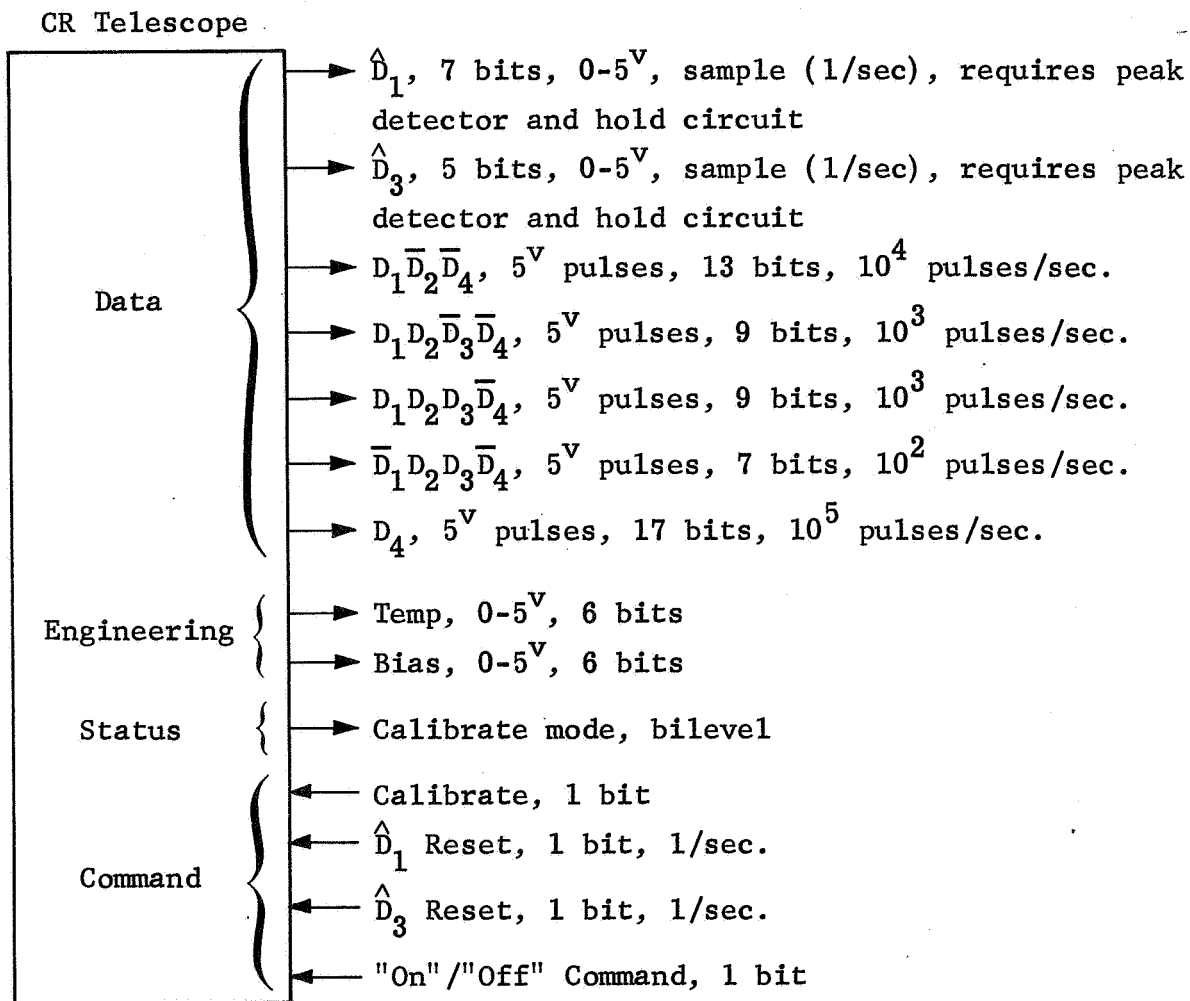 CR Telescope
D̂₁, 7 bits, 0-5ⱽ, sample (1/sec), requires peak
detector and hold circuit
D̂₃, 5 bits, 0-5ⱽ, sample (1/sec), requires peak
detector and hold circuit
D₁D̅₂D̅₄, 5ⱽ pulses, 13 bits, 10⁴ pulses/sec.
Data
D₁D₂D̅₃D̅₄, 5ⱽ pulses, 9 bits, 10³ pulses/sec.
D₁D₂D₃D̅₄, 5ⱽ pulses, 9 bits, 10³ pulses/sec.
D̅₁D₂D₃D̅₄, 5ⱽ pulses, 7 bits, 10² pulses/sec.
D₄, 5ⱽ pulses, 17 bits, 10⁵ pulses/sec.
Engineering
Temp, 0-5ⱽ, 6 bits
Bias, 0-5ⱽ, 6 bits
Status
Calibrate mode, bilevel
Command
Calibrate, 1 bit
D̂₁ Reset, 1 bit, 1/sec.
D̂₃ Reset, 1 bit, 1/sec.
"On"/"Off" Command, 1 bit